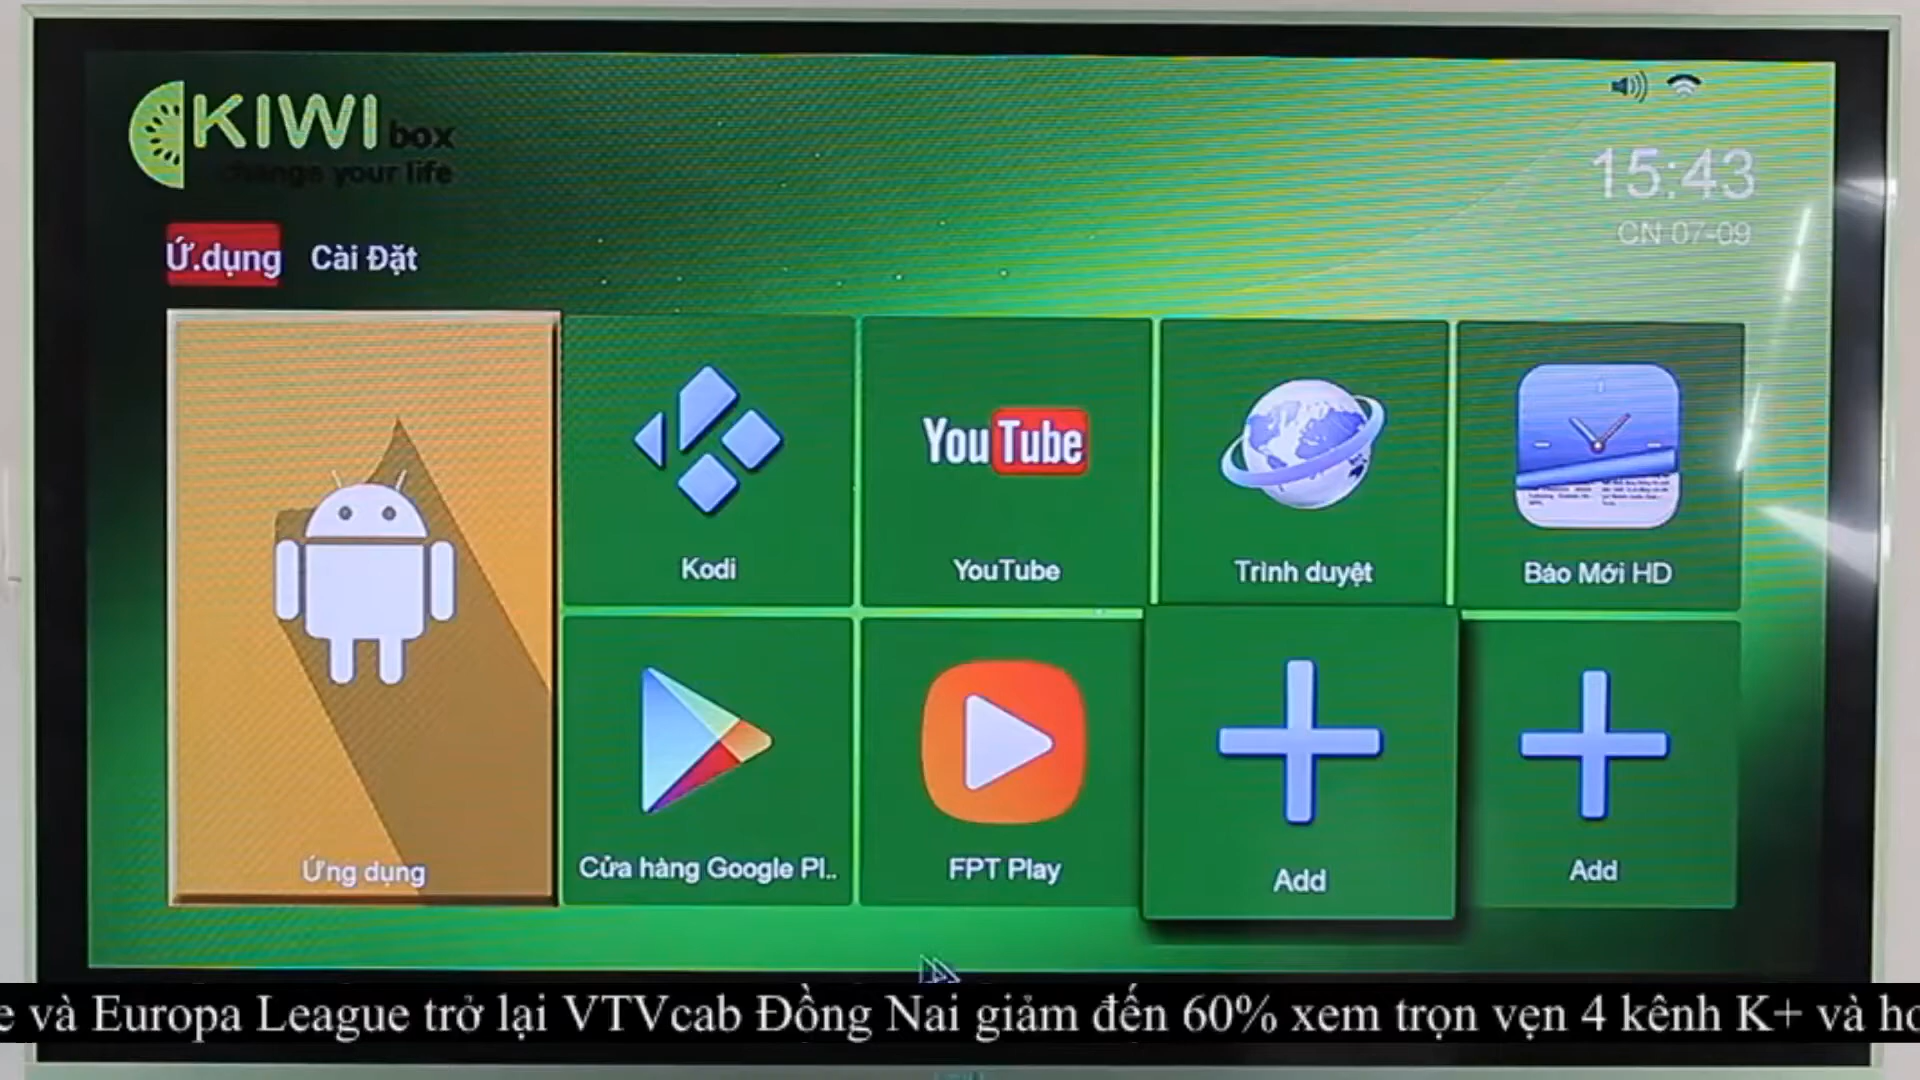 KIWI box
change your life
15:43
CN 07-09
Ứ.dụng Cài Đặt
Kodi
YouTube
YouTube
Trình duyệt
Báo Mới HD
Ứng dụng
Cửa hàng Google Pl..
FPT Play
Add
Add
e và Europa League trở lại VTVcab Đồng Nai giảm đến 60% xem trọn vẹn 4 kênh K+ và ho